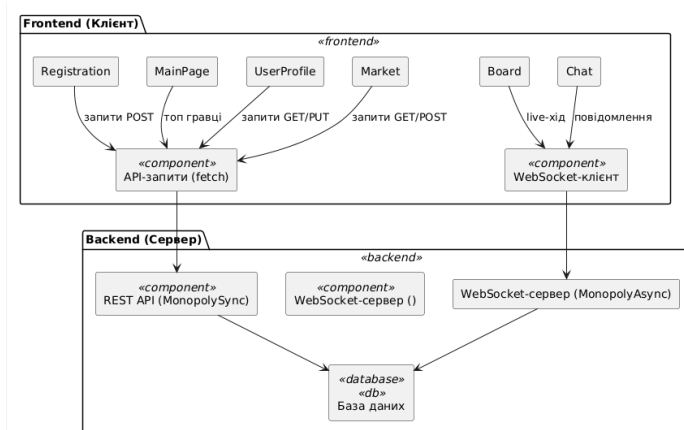 Frontend (Клієнт)
«frontend»
Registration
MainPage
UserProfile
Market
Board
Chat
запити POST
топ гравці
запити GET/PUT
запити GET/POST
live-хід
повідомлення
«component»
API-запити (fetch)
«component»
WebSocket-клієнт
Backend (Сервер)
«backend»
«component»
REST API (MonopolySync)
«component»
WebSocket-сервер ()
WebSocket-сервер (MonopolyAsync)
«database»
«db»
База даних